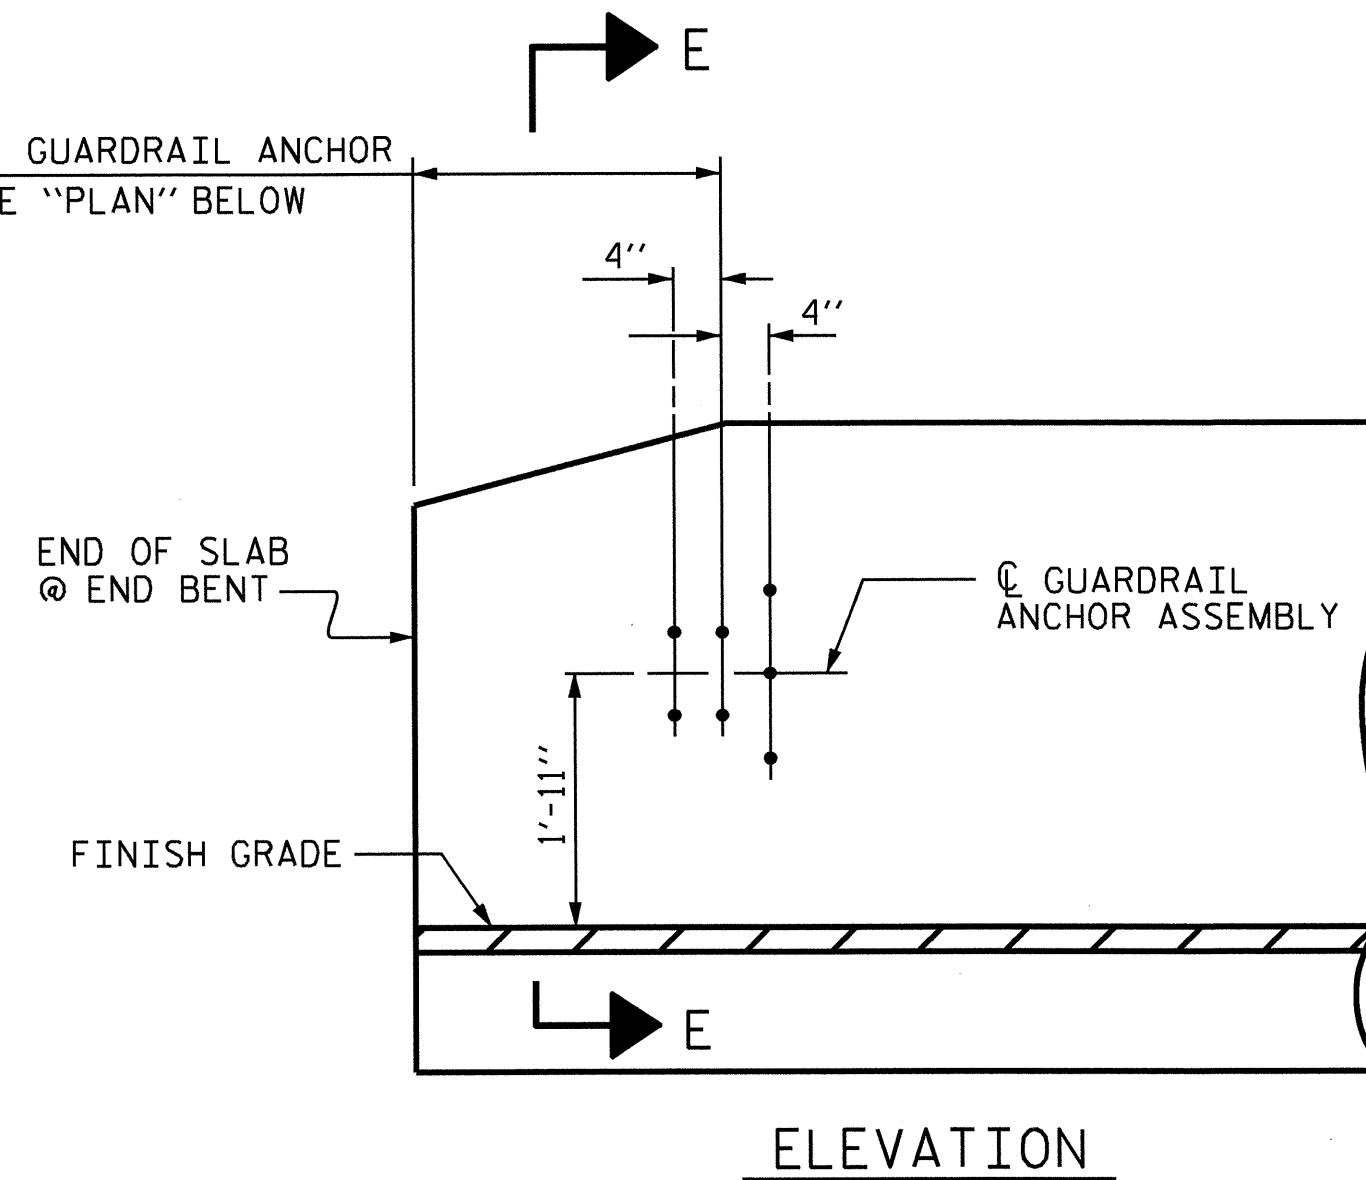 E
GUARDRAIL ANCHOR
E "PLAN" BELOW
4"
4"
END OF SLAB
@ END BENT
℄ GUARDRAIL
ANCHOR ASSEMBLY
1'-11"
FINISH GRADE
E
ELEVATION